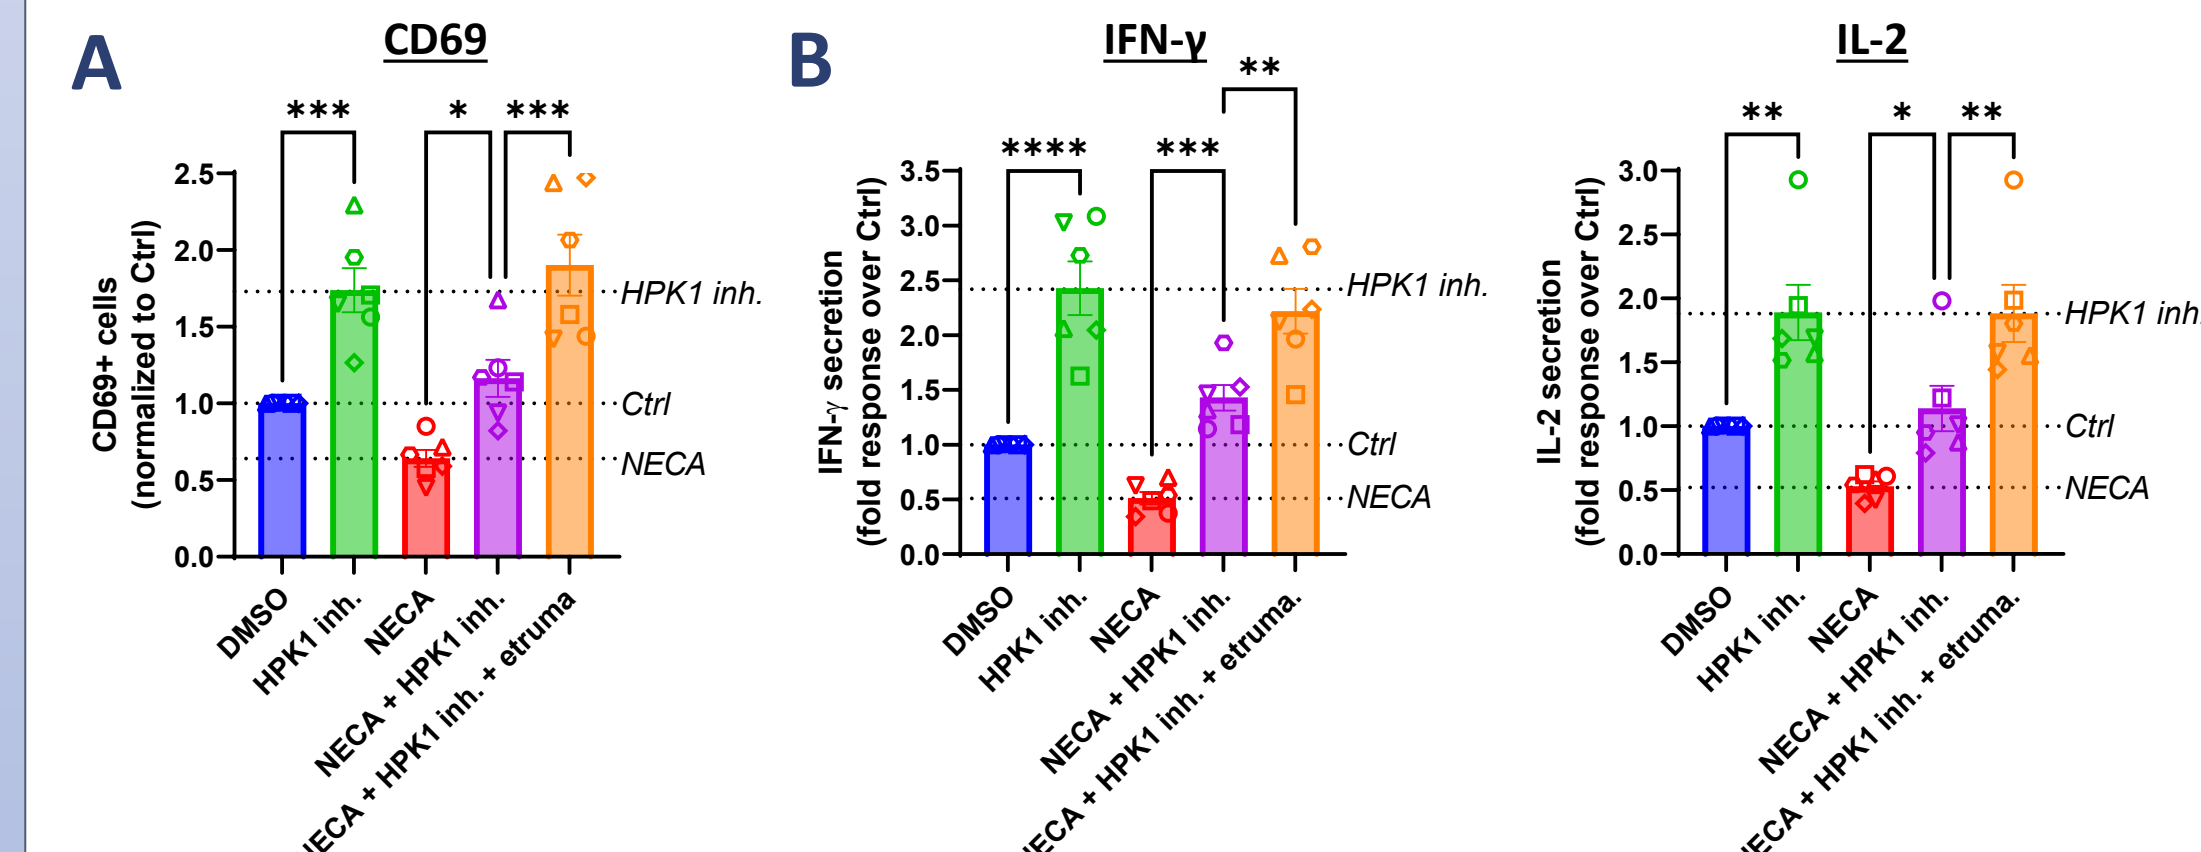 A
CD69
***
*
***
CD69+ cells
(normalized to Ctrl)
2.5
2.0
1.5
1.0
0.5
0.0
HPK1 inh.
Ctrl
NECA
DMSO
HPK1 inh.
NECA
NECA + HPK1 inh.
NECA + HPK1 inh. + etruma
B
IFN-γ
**
****
***
IFN-γ secretion
(fold response over Ctrl)
3.5
3.0
2.5
2.0
1.5
1.0
0.5
0.0
HPK1 inh.
Ctrl
NECA
DMSO
HPK1 inh.
NECA
NECA + HPK1 inh.
NECA + HPK1 inh. + etruma.
IL-2
**
*
**
IL-2 secretion
(fold response over Ctrl)
3.0
2.5
2.0
1.5
1.0
0.5
0.0
HPK1 inh.
Ctrl
NECA
DMSO
HPK1 inh.
NECA
NECA + HPK1 inh.
NECA + HPK1 inh. + etruma.